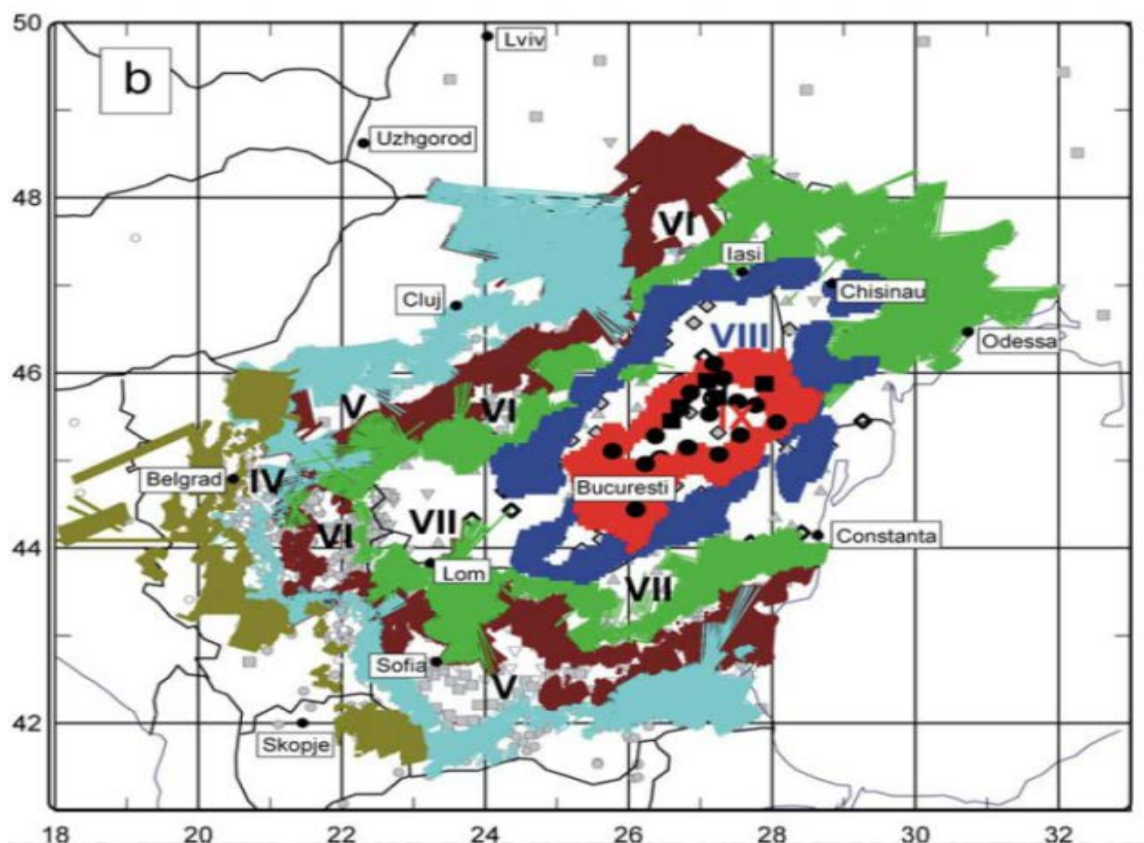 50
b
Lviv
Uzhgorod
48
VI
Iasi
Cluj
Chisinau
VIII
Odessa
46
V
VI
IX
Belgrad
IV
Bucuresti
VII
VI
44
Constanta
Lom
VII
Sofia
V
42
Skopje
18 20 22 24 26 28 30 32